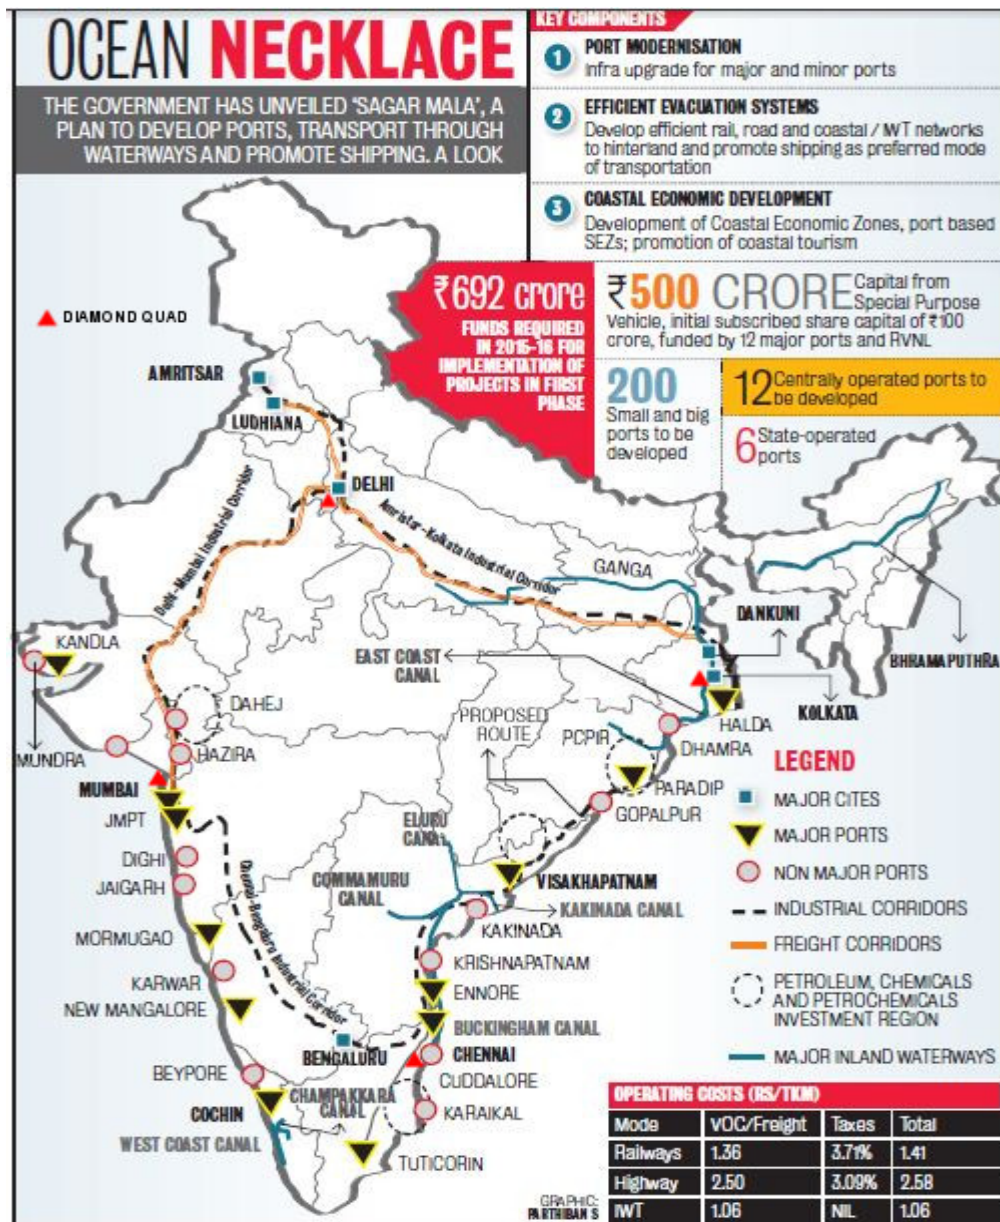 OCEAN NECKLACE
THE GOVERNMENT HAS UNVEILED 'SAGAR MALA', A
PLAN TO DEVELOP PORTS, TRANSPORT THROUGH
WATERWAYS AND PROMOTE SHIPPING. A LOOK
KEY COMPONENTS
1 PORT MODERNISATION
Infra upgrade for major and minor ports
2 EFFICIENT EVACUATION SYSTEMS
Develop efficient rail, road and coastal / IWT networks
to hinterland and promote shipping as preferred mode
of transportation
3 COASTAL ECONOMIC DEVELOPMENT
Development of Coastal Economic Zones, port based
SEZs; promotion of coastal tourism
₹692 crore
FUNDS REQUIRED
IN 2015-16 FOR
IMPLEMENTATION OF
PROJECTS IN FIRST
PHASE
₹500 CRORE Capital from
Special Purpose
Vehicle, initial subscribed share capital of ₹100
crore, funded by 12 major ports and RVNL
200
Small and big
ports to be
developed
12 Centrally operated ports to
be developed
6 State-operated
ports
DIAMOND QUAD
AMRITSAR
LUDHIANA
DELHI
Delhi-Mumbai Industrial Corridor
Amristar-Kolkata Industrial Corridor
GANGA
DANKUNI
BHRAMAPUTHRA
KANDLA
EAST COAST
CANAL
KOLKATA
DAHEJ
PROPOSED
ROUTE
HALDA
MUNDRA
HAZIRA
PCPIR
DHAMRA
MUMBAI
PARADIP
JMPT
GOPALPUR
ELURU
CANAL
DIGHI
JAIGARH
COMMAMURU
CANAL
VISAKHAPATNAM
KAKINADA CANAL
Chennai-Bengaluru Industrial Corridor
MORMUGAO
KAKINADA
KARWAR
KRISHNAPATNAM
NEW MANGALORE
ENNORE
BUCKINGHAM CANAL
BENGALURU
CHENNAI
BEYPORE
CUDDALORE
CHAMPAKKARA
CANAL
COCHIN
KARAIKAL
WEST COAST CANAL
TUTICORIN
LEGEND
MAJOR CITES
MAJOR PORTS
NON MAJOR PORTS
INDUSTRIAL CORRIDORS
FREIGHT CORRIDORS
PETROLEUM, CHEMICALS
AND PETROCHEMICALS
INVESTMENT REGION
MAJOR INLAND WATERWAYS
OPERATING COSTS (RS/TKM)
Mode VOC/Freight Taxes Total
Railways 1.36 3.71% 1.41
Highway 2.50 3.09% 2.58
IWT 1.06 NIL 1.06
GRAPHIC:
PARTHIBAN S